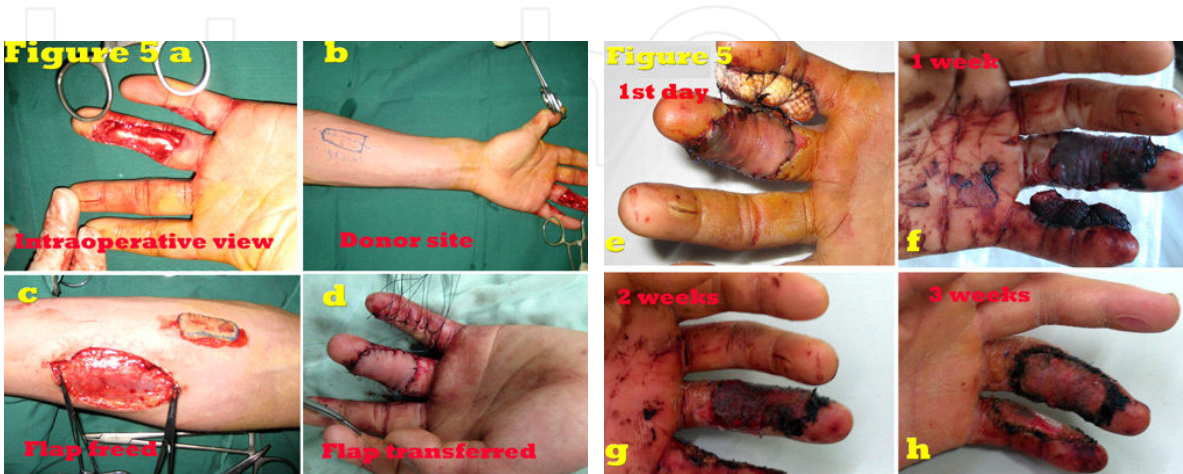 Figure 5 a
Intraoperative view
b
Donor site
c
Flap freed
d
Flap transferred
Figure 5
1st day
e
1 week
f
2 weeks
g
3 weeks
h